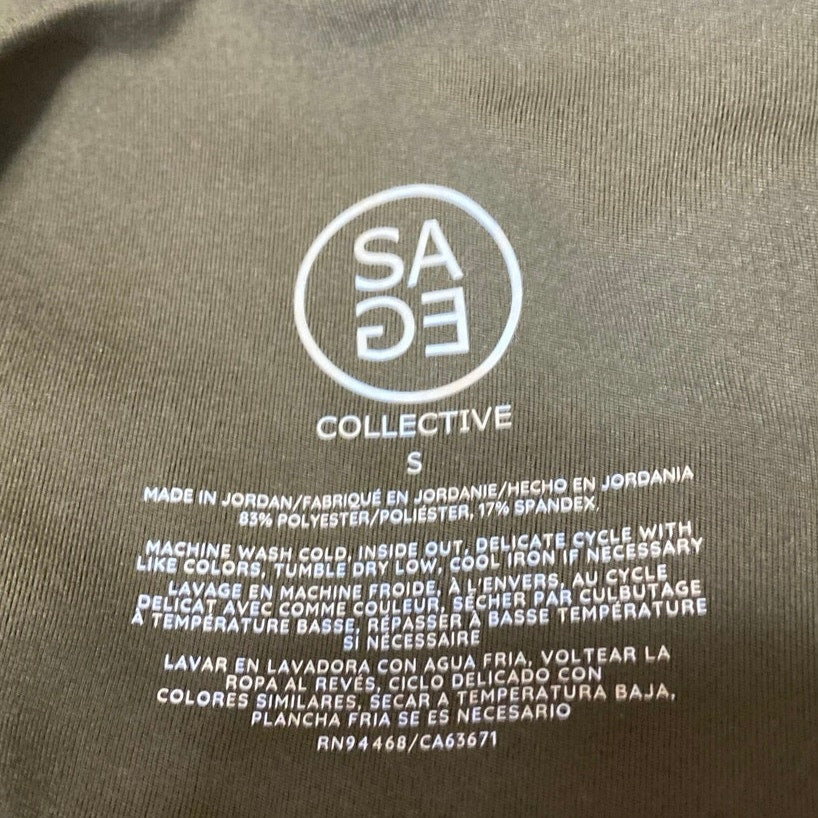 SA
GE
COLLECTIVE
S
MADE IN JORDAN/FABRIQUÉ EN JORDANIE/HECHO EN JORDANIA
83% POLYESTER/POLIÉSTER, 17% SPANDEX,
MACHINE WASH COLD, INSIDE OUT, DELICATE CYCLE WITH
LIKE COLORS, TUMBLE DRY LOW, COOL IRON IF NECESSARY
LAVAGE EN MACHINE FROIDE, À L'ENVERS, AU CYCLE
DELICAT AVEC COMME COULEUR, SÉCHER PAR CULBUTAGE
À TEMPÉRATURE BASSE, REPASSER À BASSE TEMPÉRATURE
SI NÉCESSAIRE
LAVAR EN LAVADORA CON AGUA FRIA, VOLTEAR LA
ROPA AL REVÉS, CICLO DELICADO CON
COLORES SIMILARES, SECAR A TEMPERATURA BAJA,
PLANCHA FRIA SE ES NECESARIO
RN94468/CA63671